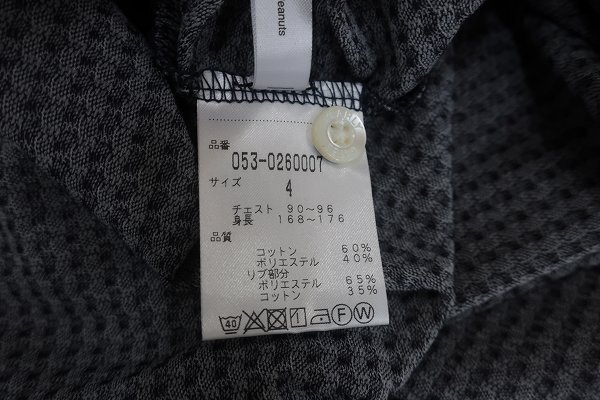 eanuts
品番
053-0260007
サイズ
4
チェスト 90~96
身長 168~176
品質
コットン 60%
ポリエステル 40%
リブ部分
ポリエステル 65%
コットン 35%
40 1 F W